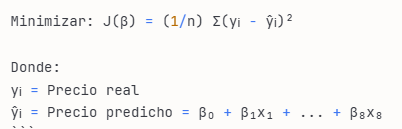 Minimizar: J(β) = (1/n) Σ(yᵢ - ŷᵢ)²
Donde:
yᵢ = Precio real
ŷᵢ = Precio predicho = β₀ + β₁x₁ + ... + β₈x₈
```